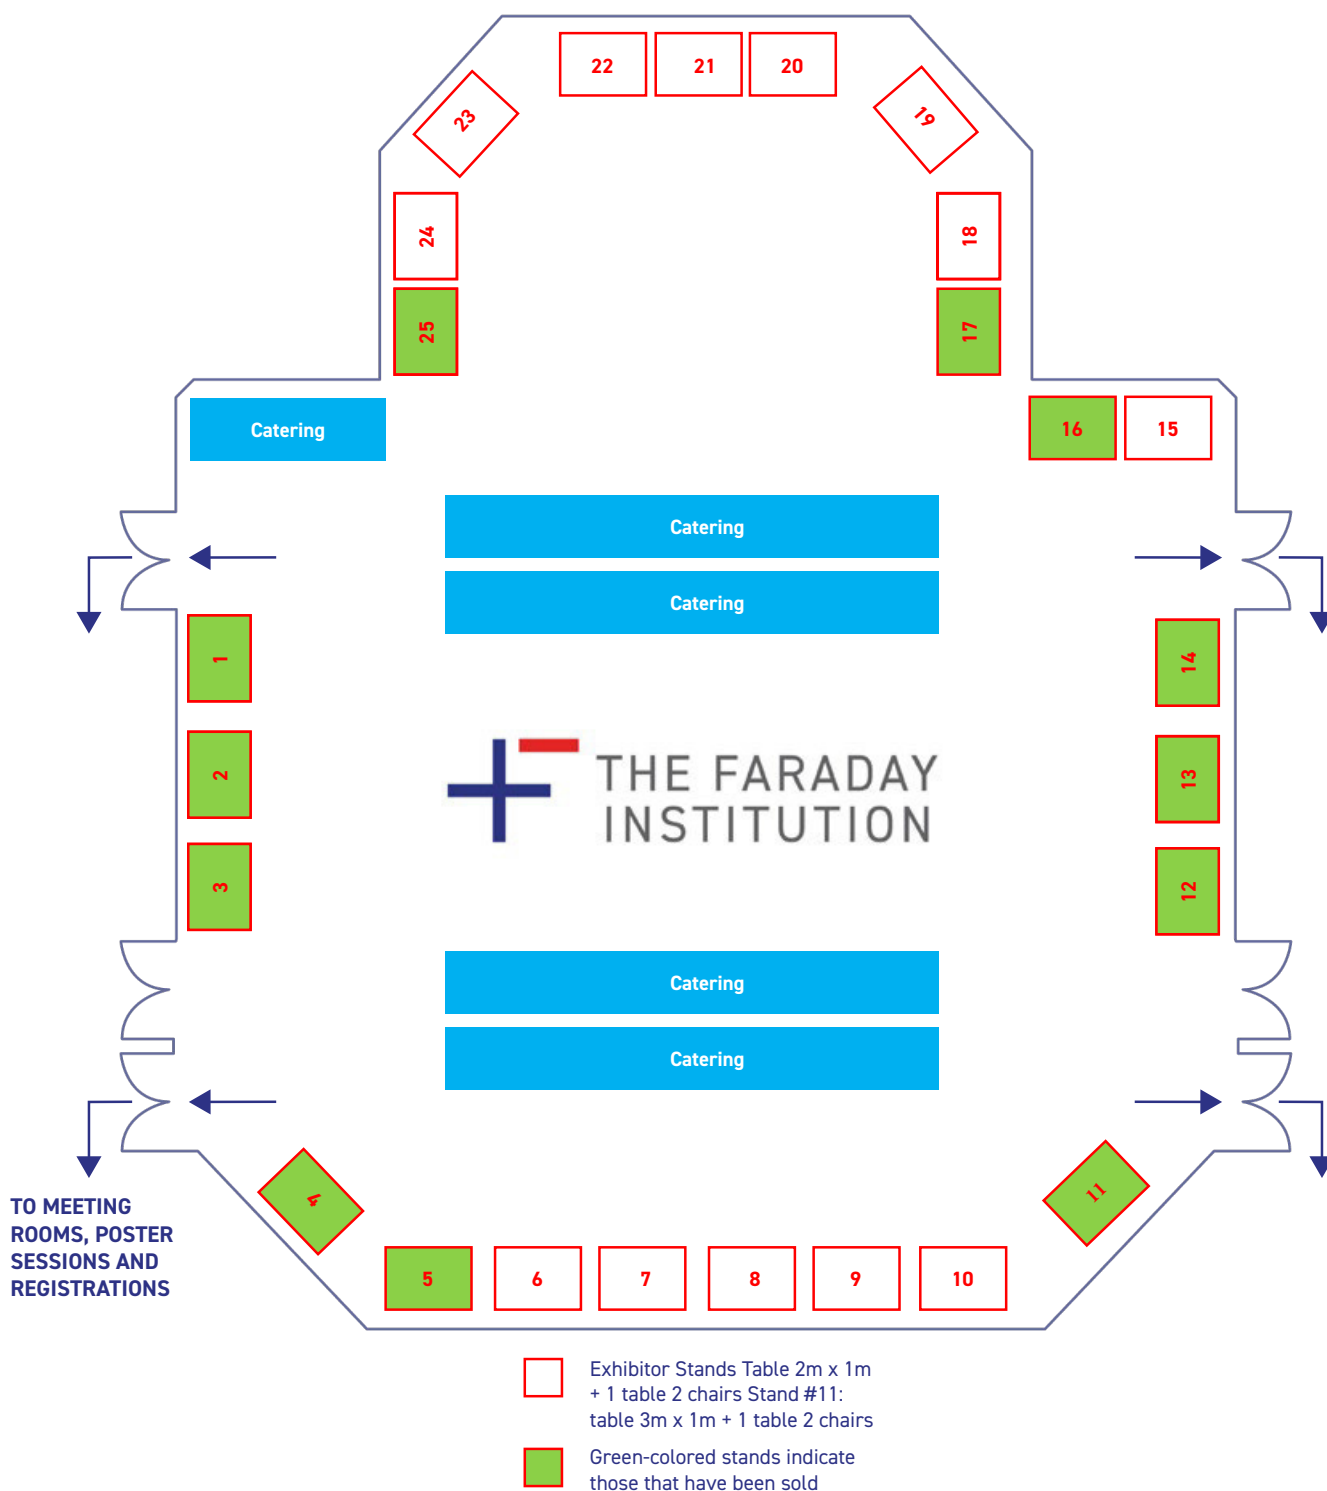 22
21
20
23
19
24
18
25
17
Catering
16
15
Catering
Catering
1
14
2
13
THE FARADAY
INSTITUTION
3
12
Catering
Catering
4
11
TO MEETING
ROOMS, POSTER
SESSIONS AND
REGISTRATIONS
5
6
7
8
9
10
Exhibitor Stands Table 2m x 1m
+ 1 table 2 chairs Stand #11:
table 3m x 1m + 1 table 2 chairs
Green-colored stands indicate
those that have been sold